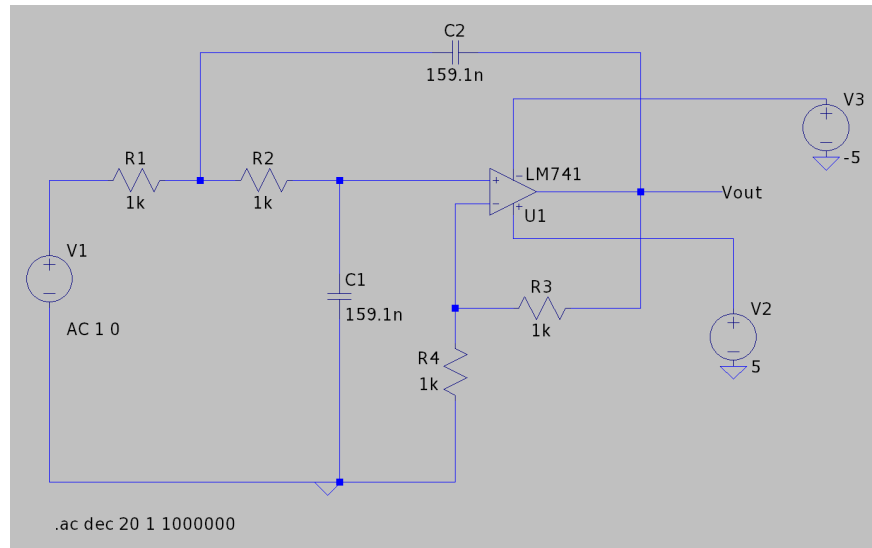 C2
159.1n
V3
-5
R1
1k
R2
1k
LM741
U1
Vout
V1
AC 1 0
C1
159.1n
R3
1k
V2
5
R4
1k
.ac dec 20 1 1000000